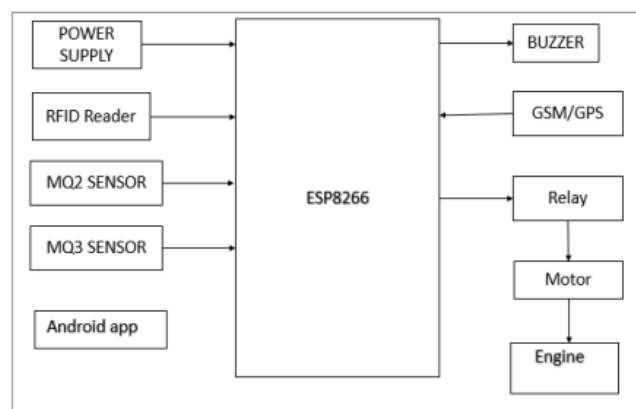 POWER
SUPPLY
RFID Reader
MQ2 SENSOR
MQ3 SENSOR
Android app
ESP8266
BUZZER
GSM/GPS
Relay
Motor
Engine